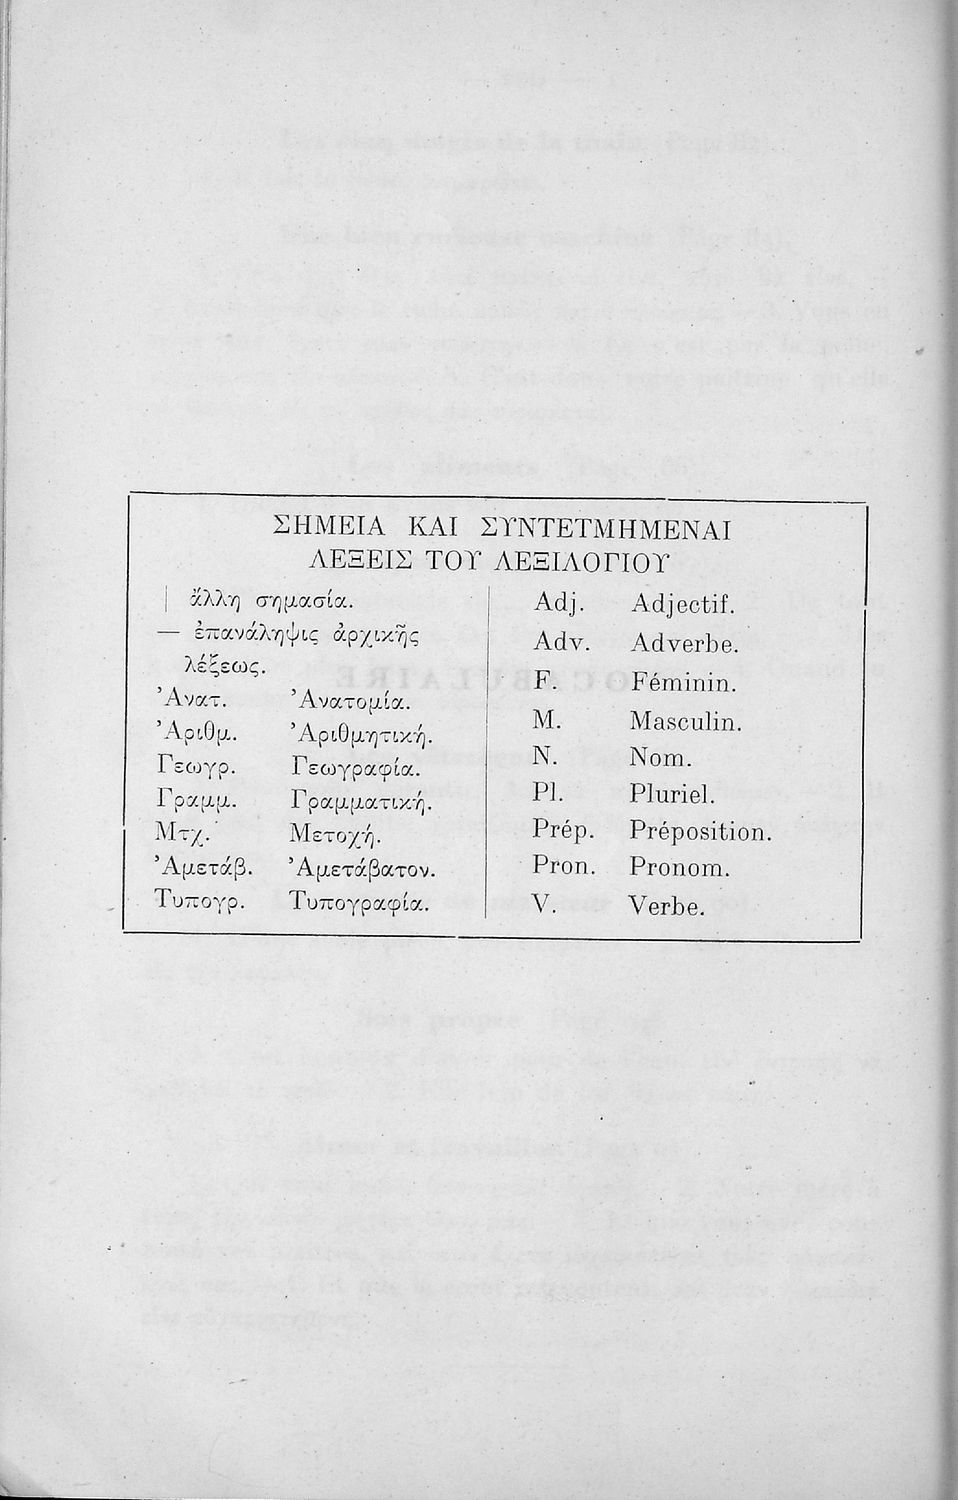 ΣΗΜΕΙΑ ΚΑΙ ΣΥΝΤΕΤΜΗΜΕΝΑΙ
ΛΕΞΕΙΣ ΤΟΥ ΛΕΞΙΛΟΓΙΟΥ
| ἄλλη σημασία.
— ἐπανάληψις ἀρχικῆς
λέξεως.
Ἀνατ. Ἀνατομία.
Ἀριθμ. Ἀριθμητική.
Γεωγρ. Γεωγραφία.
Γραμμ. Γραμματική.
Μτχ. Μετοχή.
Ἀμετάβ. Ἀμετάβατον.
Τυπογρ. Τυπογραφία.
Adj. Adjectif.
Adv. Adverbe.
F. Féminin.
M. Masculin.
N. Nom.
Pl. Pluriel.
Prép. Préposition.
Pron. Pronom.
V. Verbe.